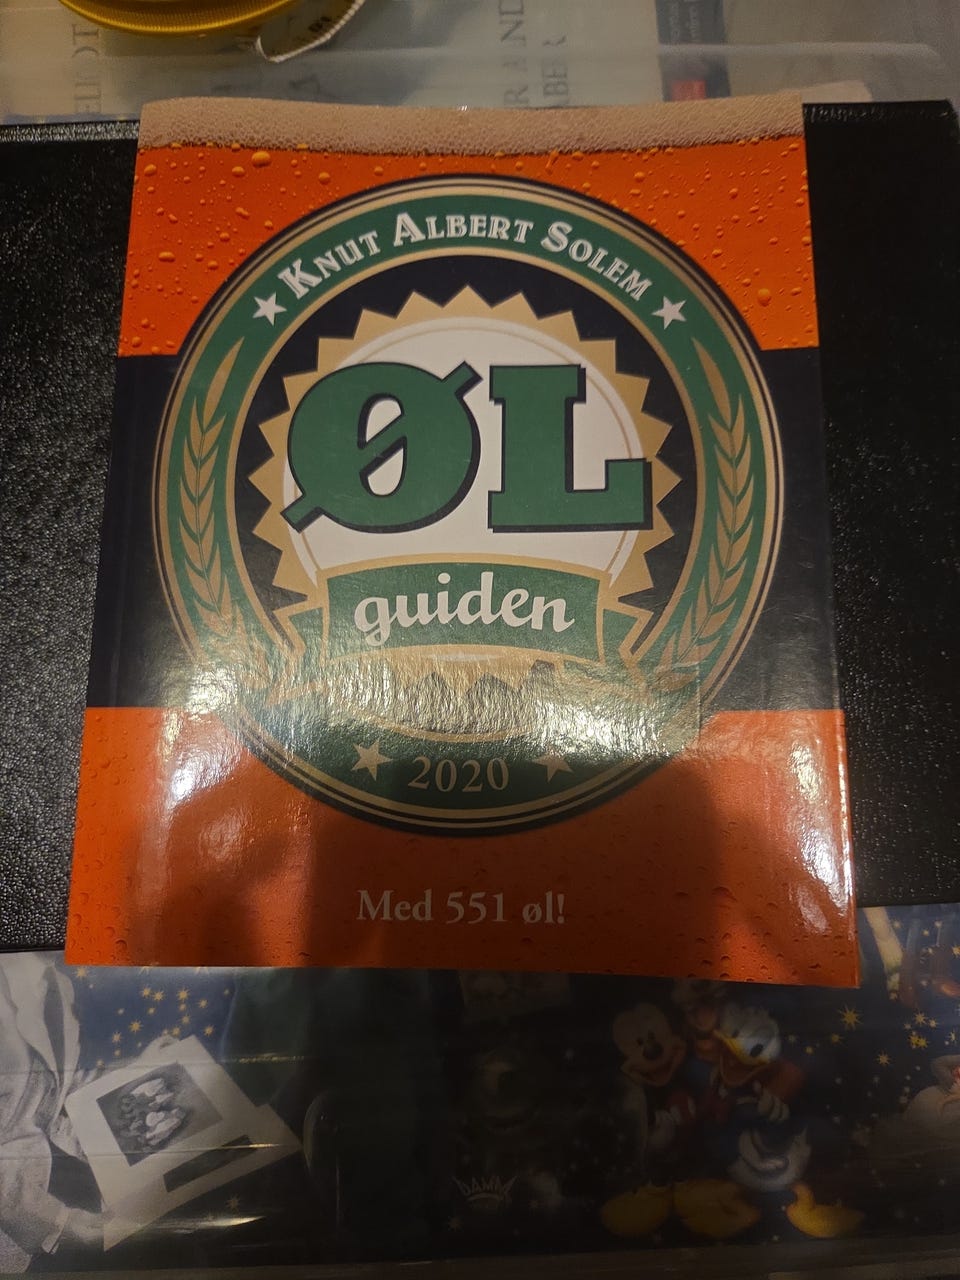 KNUT ALBERT SOLEM
ØL
guiden
2020
Med 551 øl!